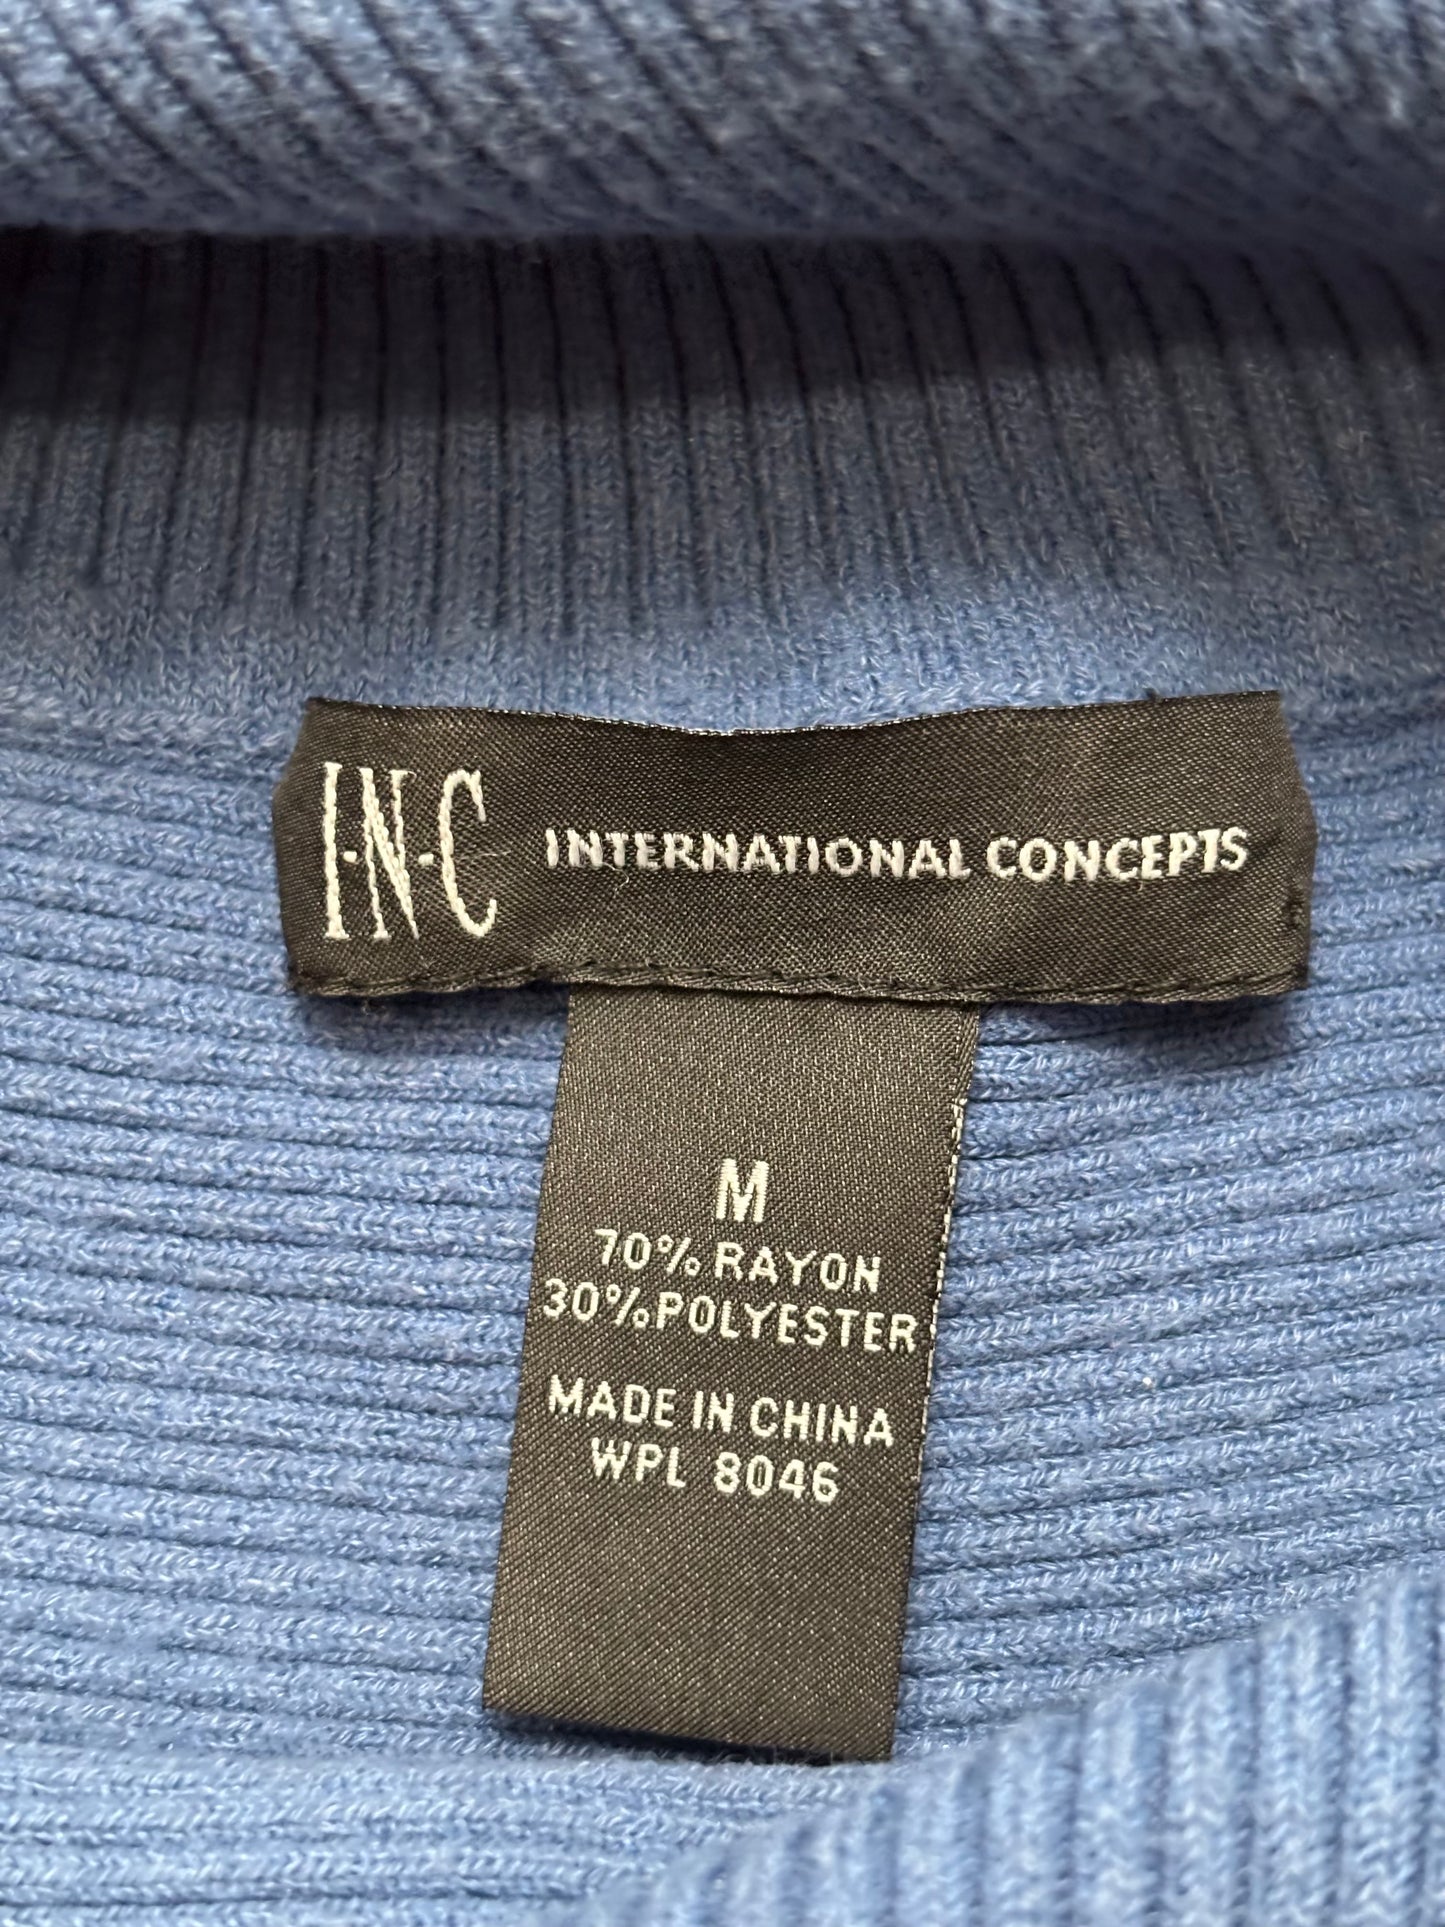 I·N·C INTERNATIONAL CONCEPTS
M
70% RAYON
30% POLYESTER
MADE IN CHINA
WPL 8046